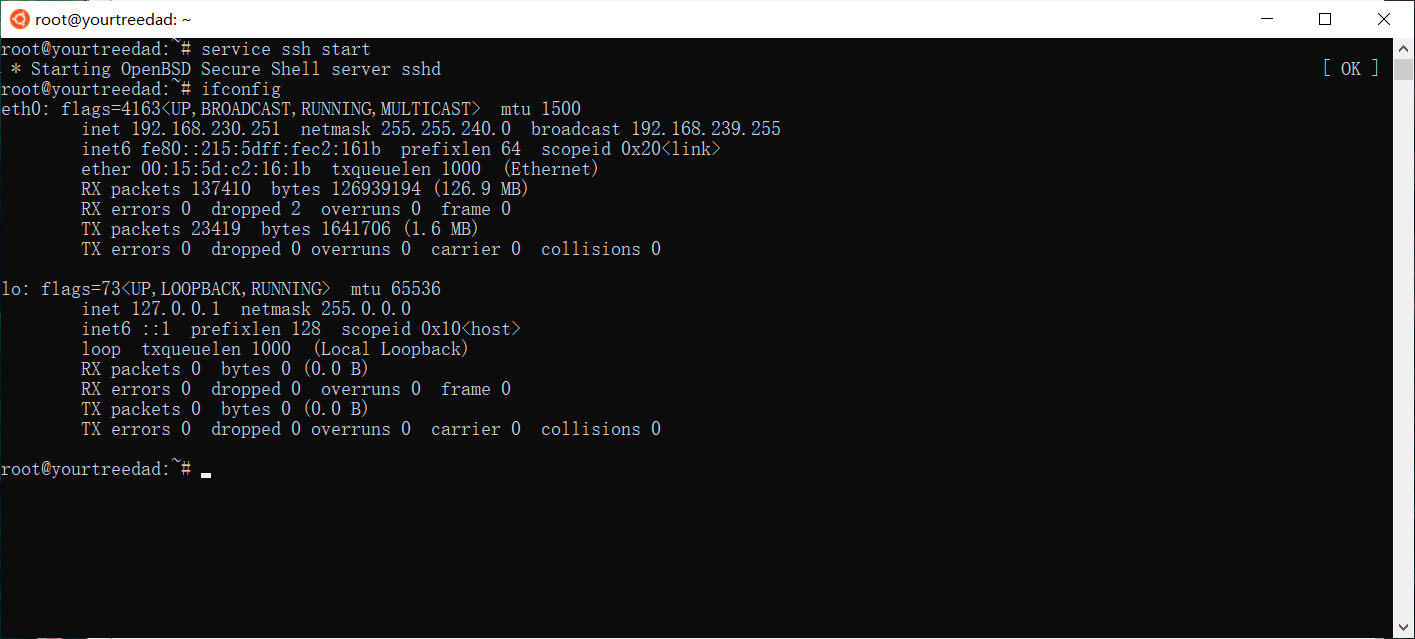 root@yourtreedad: ~
root@yourtreedad:~# service ssh start
* Starting OpenBSD Secure Shell server sshd [ OK ]
root@yourtreedad:~# ifconfig
eth0: flags=4163<UP,BROADCAST,RUNNING,MULTICAST>  mtu 1500
        inet 192.168.230.251  netmask 255.255.240.0  broadcast 192.168.239.255
        inet6 fe80::215:5dff:fec2:161b  prefixlen 64  scopeid 0x20<link>
        ether 00:15:5d:c2:16:1b  txqueuelen 1000  (Ethernet)
        RX packets 137410  bytes 126939194 (126.9 MB)
        RX errors 0  dropped 2  overruns 0  frame 0
        TX packets 23419  bytes 1641706 (1.6 MB)
        TX errors 0  dropped 0 overruns 0  carrier 0  collisions 0
lo: flags=73<UP,LOOPBACK,RUNNING>  mtu 65536
        inet 127.0.0.1  netmask 255.0.0.0
        inet6 ::1  prefixlen 128  scopeid 0x10<host>
        loop  txqueuelen 1000  (Local Loopback)
        RX packets 0  bytes 0 (0.0 B)
        RX errors 0  dropped 0  overruns 0  frame 0
        TX packets 0  bytes 0 (0.0 B)
        TX errors 0  dropped 0 overruns 0  carrier 0  collisions 0
root@yourtreedad:~#